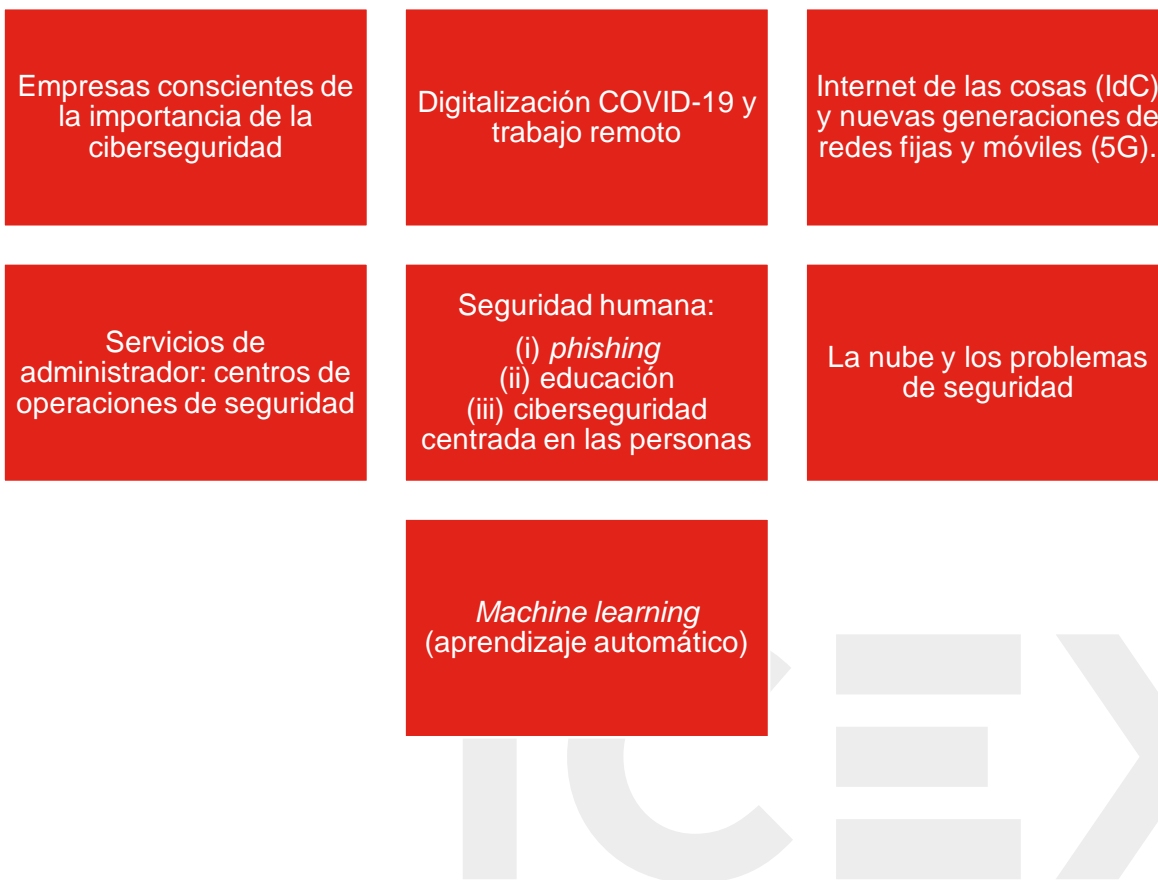 Empresas conscientes de
la importancia de la
ciberseguridad
Digitalización COVID-19 y
trabajo remoto
Internet de las cosas (IdC)
y nuevas generaciones de
redes fijas y móviles (5G).
Servicios de
administrador: centros de
operaciones de seguridad
Seguridad humana:
(i) phishing
(ii) educación
(iii) ciberseguridad
centrada en las personas
La nube y los problemas
de seguridad
Machine learning
(aprendizaje automático)
ICEX